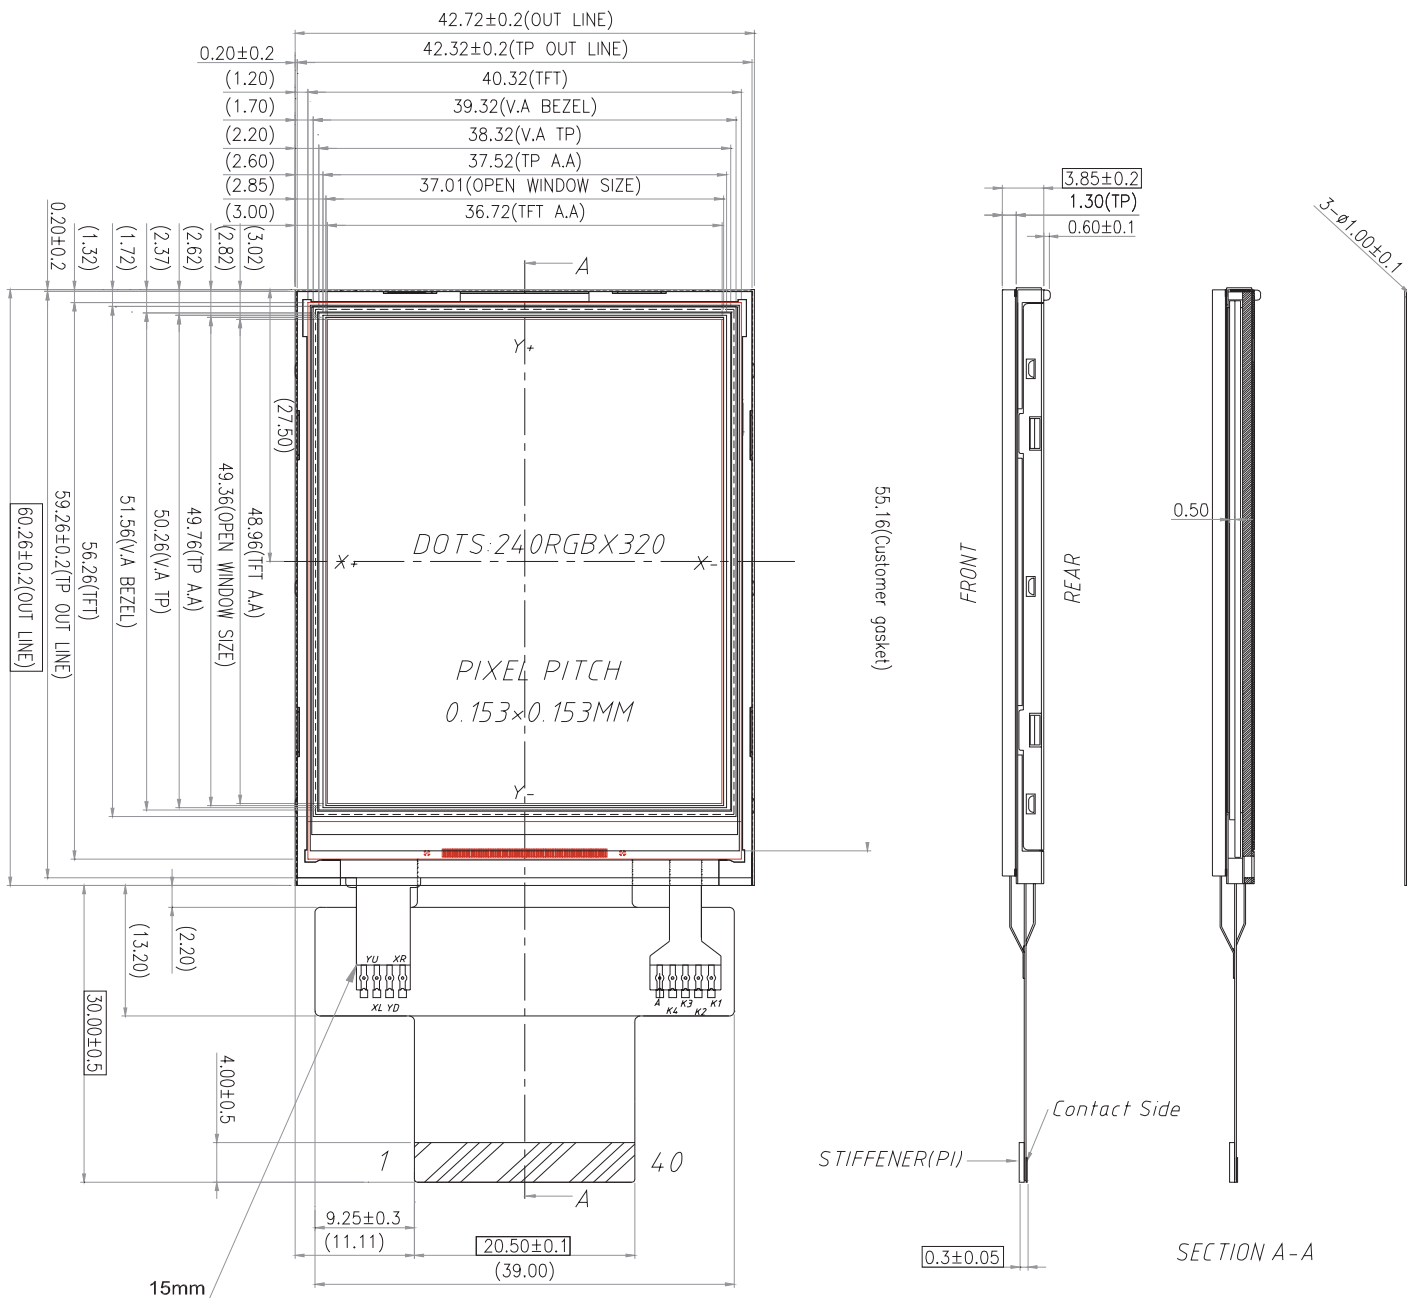 42.72±0.2(OUT LINE)
0.20±0.2
42.32±0.2(TP OUT LINE)
(1.20)
40.32(TFT)
(1.70)
39.32(V.A BEZEL)
(2.20)
38.32(V.A TP)
(2.60)
37.52(TP A.A)
(2.85)
37.01(OPEN WINDOW SIZE)
(3.00)
36.72(TFT A.A)
0.20±0.2
(1.32)
(1.72)
(2.37)
(2.62)
(2.82)
(3.02)
A
Y+
(27.50)
X+
X-
DOTS:240RGBX320
PIXEL PITCH
0.153×0.153MM
Y-
60.26±0.2(OUT LINE)
59.26±0.2(TP OUT LINE)
56.26(TFT)
51.56(V.A BEZEL)
50.26(V.A TP)
49.76(TP A.A)
49.36(OPEN WINDOW SIZE)
48.96(TFT A.A)
55.16(Customer gasket)
(2.20)
(13.20)
30.00±0.5
4.00±0.5
YU XR
XL YD
A K3 K1
K4 K2
1
40
A
9.25±0.3
(11.11)
20.50±0.1
(39.00)
15mm
3.85±0.2
1.30(TP)
0.60±0.1
FRONT
REAR
0.50
3-ø1.00±0.1
Contact Side
STIFFENER(PI)
0.3±0.05
SECTION A-A